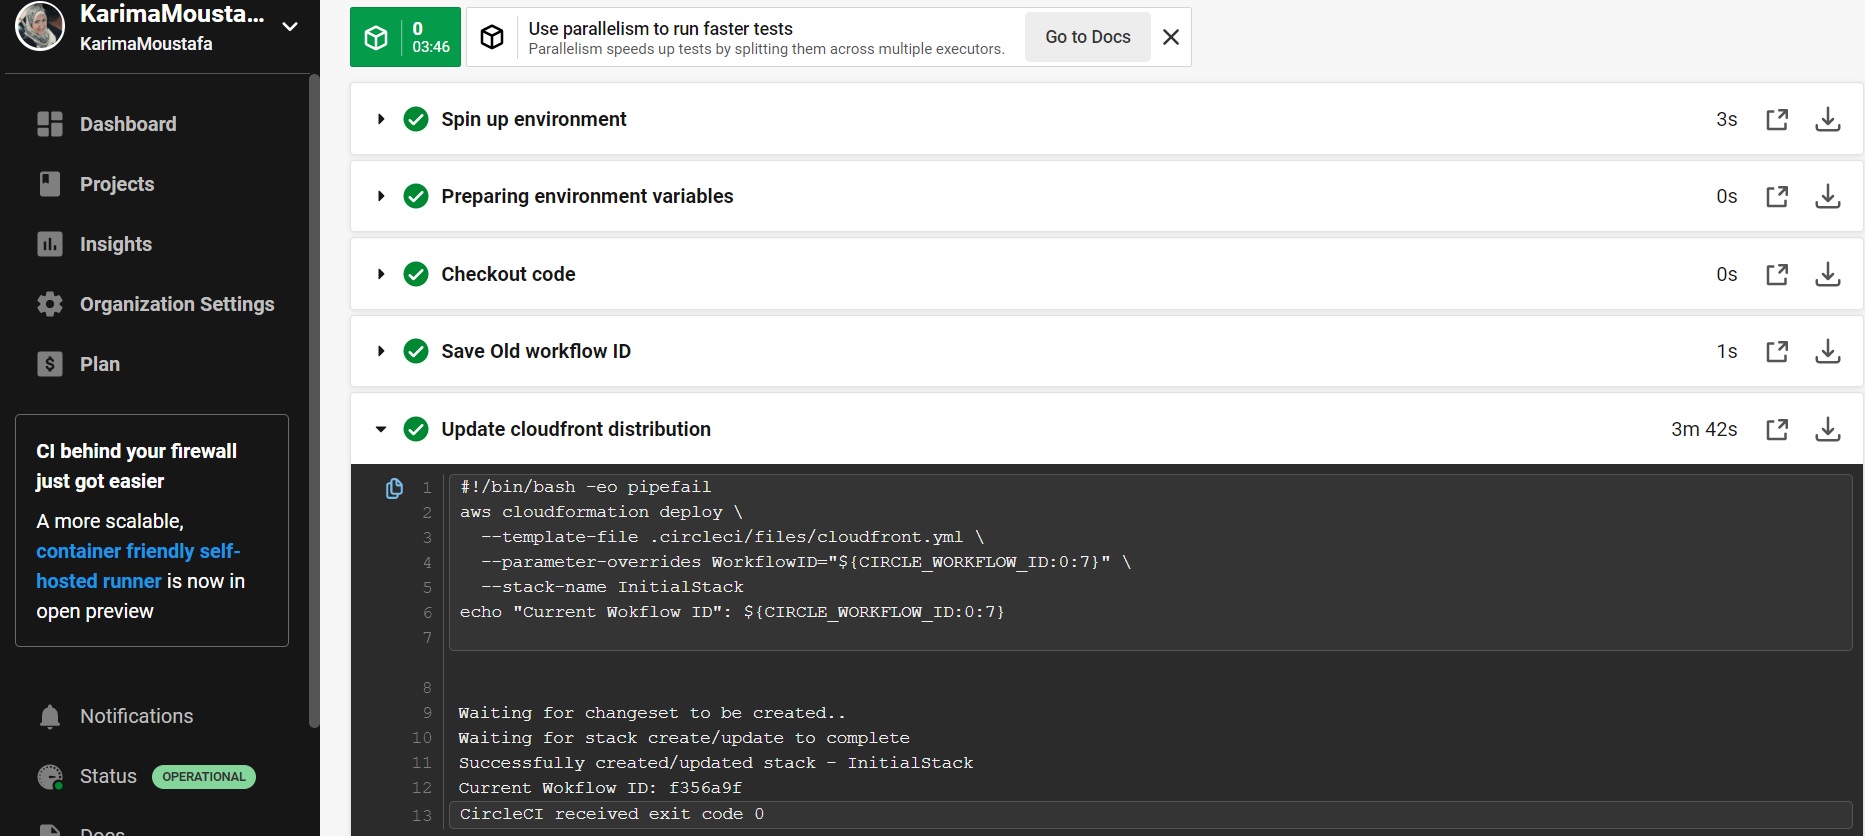 KarimaMousta...
KarimaMoustafa
Dashboard
Projects
Insights
Organization Settings
Plan
CI behind your firewall
just got easier
A more scalable,
container friendly self-
hosted runner is now in
open preview
Notifications
Status OPERATIONAL
Docs
0
03:46
Use parallelism to run faster tests
Parallelism speeds up tests by splitting them across multiple executors.
Go to Docs
Spin up environment 3s
Preparing environment variables 0s
Checkout code 0s
Save Old workflow ID 1s
Update cloudfront distribution 3m 42s
1 #!/bin/bash -eo pipefail
2 aws cloudformation deploy \
3 --template-file .circleci/files/cloudfront.yml \
4 --parameter-overrides WorkflowID="${CIRCLE_WORKFLOW_ID:0:7}" \
5 --stack-name InitialStack
6 echo "Current Wokflow ID": ${CIRCLE_WORKFLOW_ID:0:7}
7
8
9 Waiting for changeset to be created..
10 Waiting for stack create/update to complete
11 Successfully created/updated stack - InitialStack
12 Current Wokflow ID: f356a9f
13 CircleCI received exit code 0